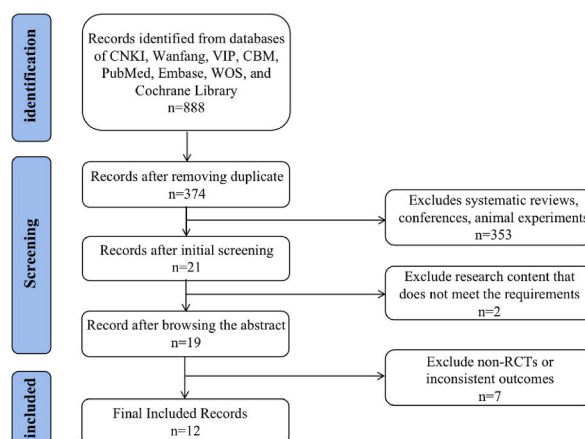 identification
Records identified from databases
of CNKI, Wanfang, VIP, CBM,
PubMed, Embase, WOS, and
Cochrane Library
n=888
Screening
Records after removing duplicate
n=374
Excludes systematic reviews,
conferences, animal experiments
n=353
Records after initial screening
n=21
Exclude research content that
does not meet the requirements
n=2
Record after browsing the abstract
n=19
Exclude non-RCTs or
inconsistent outcomes
n=7
included
Final Included Records
n=12